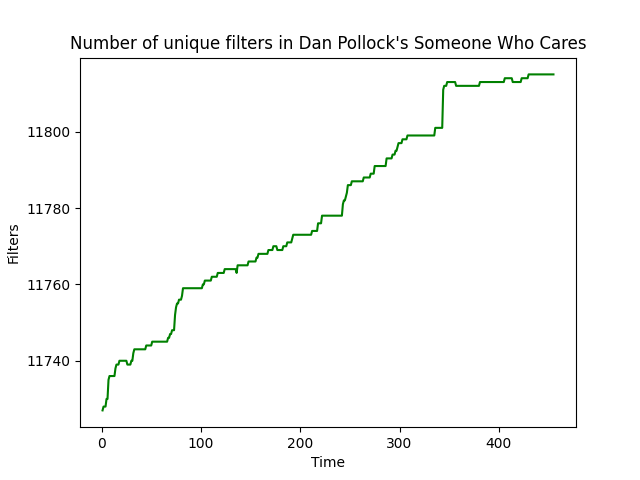 Number of unique filters in Dan Pollock's Someone Who Cares
11800
11780
11760
11740
Filters
0 100 200 300 400
Time